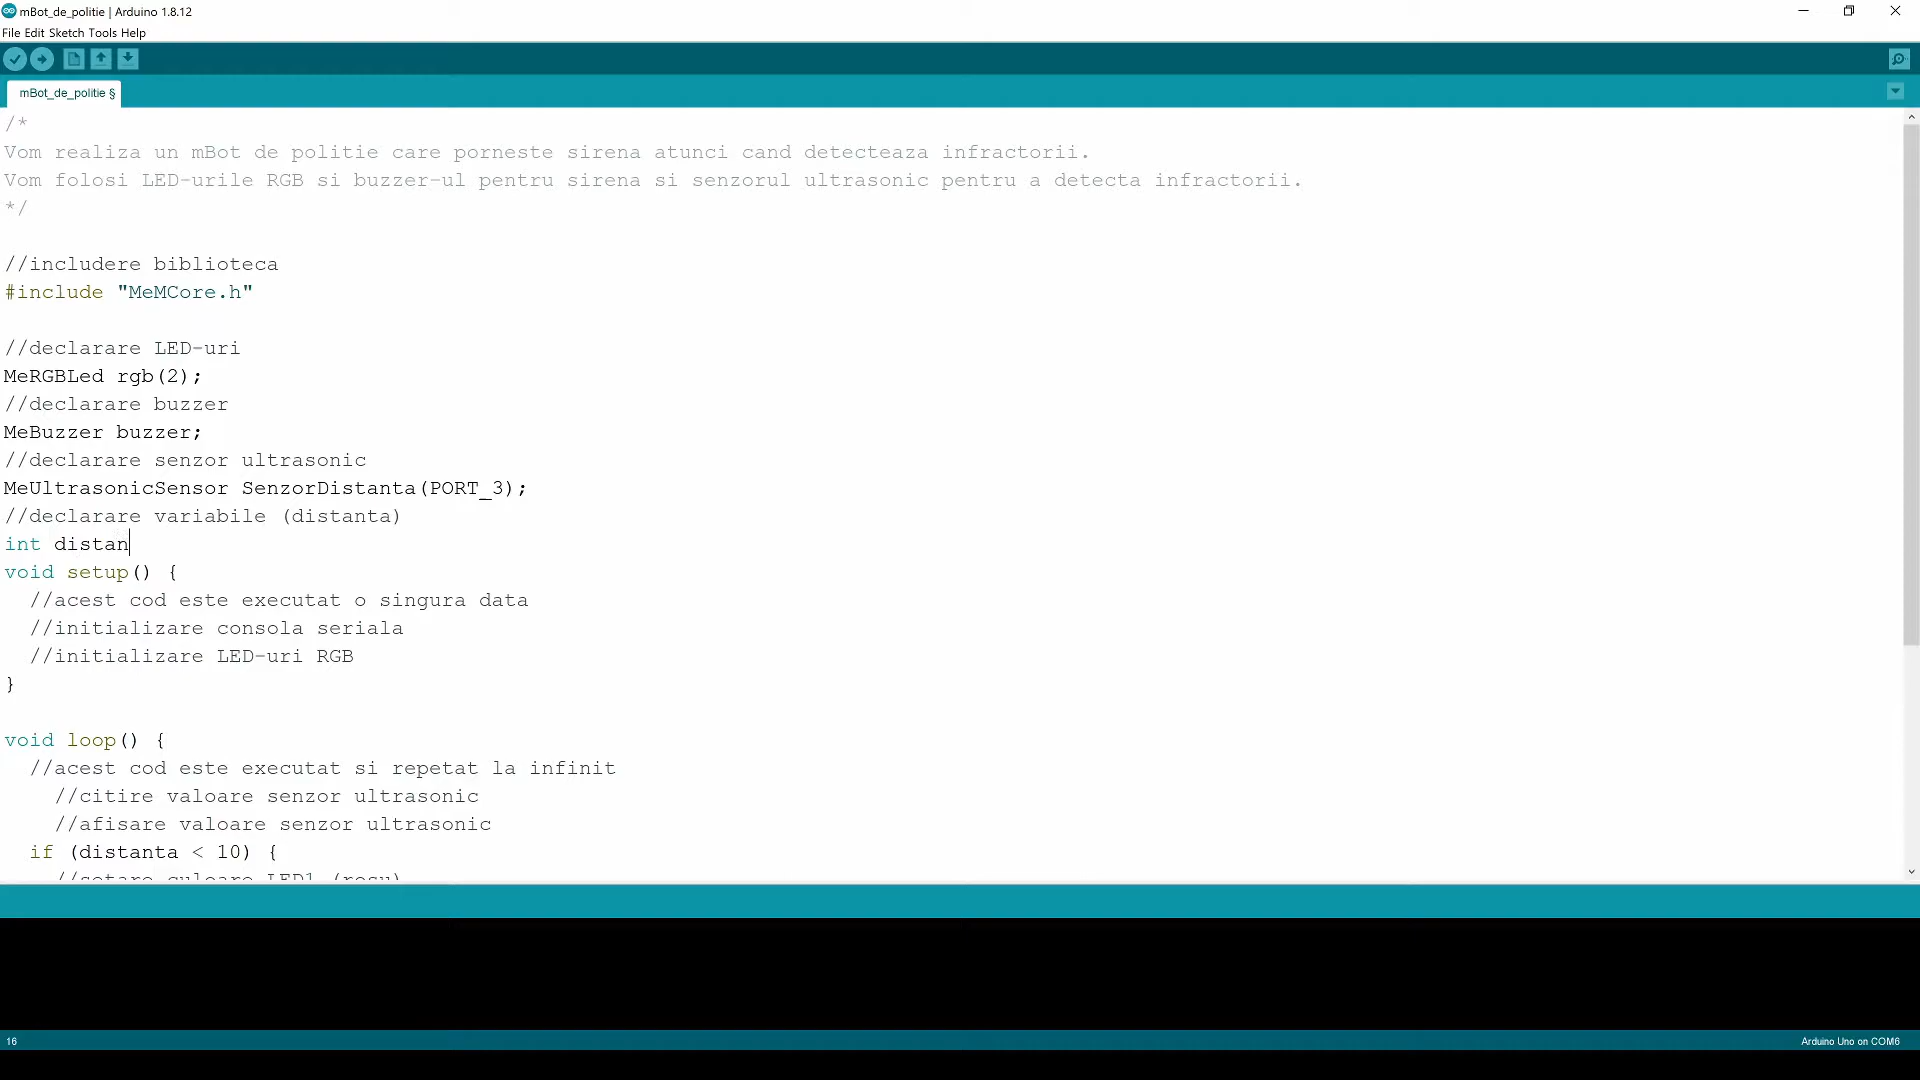 mBot_de_politie | Arduino 1.8.12
File Edit Sketch Tools Help
mBot_de_politie §
/*
Vom realiza un mBot de politie care porneste sirena atunci cand detecteaza infractorii.
Vom folosi LED-urile RGB si buzzer-ul pentru sirena si senzorul ultrasonic pentru a detecta infractorii.
*/
//includere biblioteca
#include "MeMCore.h"
//declarare LED-uri
MeRGBLed rgb(2);
//declarare buzzer
MeBuzzer buzzer;
//declarare senzor ultrasonic
MeUltrasonicSensor SenzorDistanta(PORT_3);
//declarare variabile (distanta)
int distan
void setup() {
//acest cod este executat o singura data
//initializare consola seriala
//initializare LED-uri RGB
}
void loop() {
//acest cod este executat si repetat la infinit
//citire valoare senzor ultrasonic
//afisare valoare senzor ultrasonic
if (distanta < 10) {
//setare culoare LED1 (rosu)
16
Arduino Uno on COM6